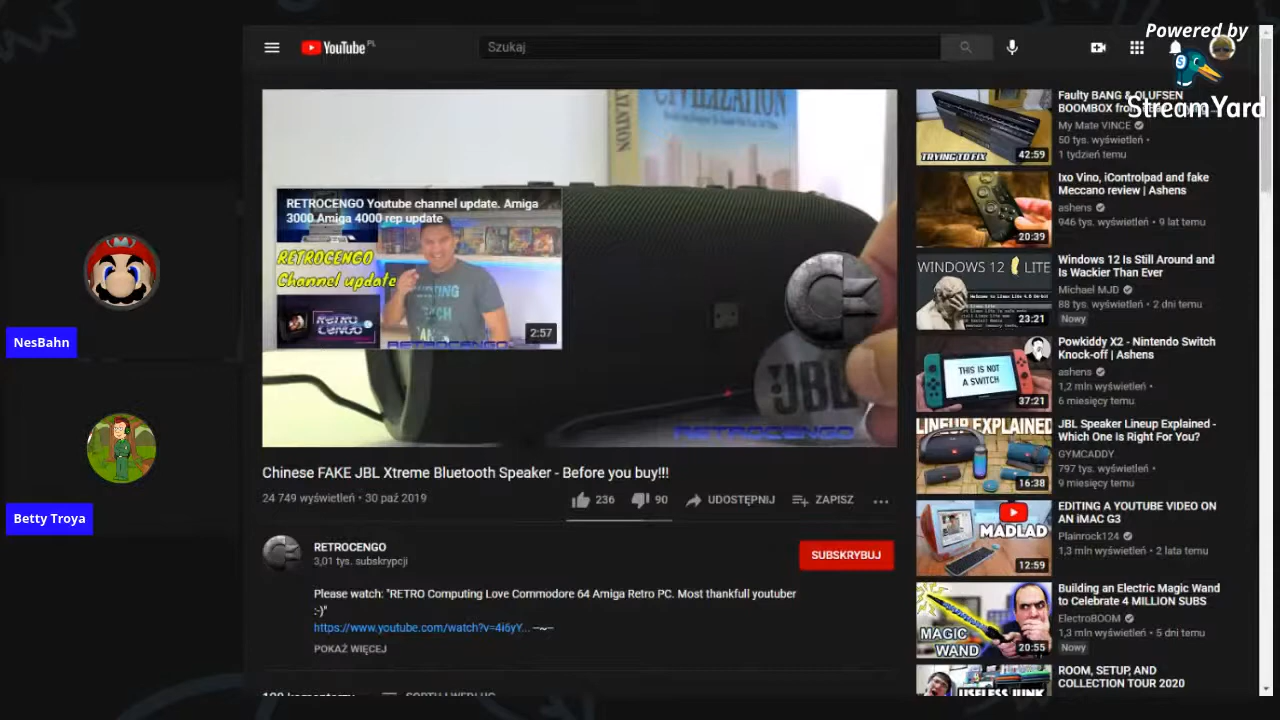 Powered by
StreamYard
YouTube PL
Szukaj
CIVILIZATION
RETROCENGO Youtube channel update. Amiga
3000 Amiga 4000 rep update
RETROCENGO
Channel update
RETRO
CENGO
RETROCENGO
2:57
JBL
RETROCENGO
NesBahn
Betty Troya
Chinese FAKE JBL Xtreme Bluetooth Speaker - Before you buy!!!
24 749 wyświetleń • 30 paź 2019
236
90
UDOSTĘPNIJ
ZAPISZ
RETROCENGO
3,01 tys. subskrypcji
SUBSKRYBUJ
Please watch: "RETRO Computing Love Commodore 64 Amiga Retro PC. Most thankfull youtuber
:-)"
https://www.youtube.com/watch?v=4i6yY... -~-
POKAŻ WIĘCEJ
TRYING TO FIX
42:59
Faulty BANG & OLUFSEN
BOOMBOX from
My Mate VINCE
50 tys. wyświetleń •
1 tydzień temu
20:39
Ixo Vino, iControlpad and fake
Meccano review | Ashens
ashens
946 tys. wyświetleń • 9 lat temu
WINDOWS 12 LITE
23:21
Windows 12 Is Still Around and
Is Wackier Than Ever
Michael MJD
88 tys. wyświetleń • 2 dni temu
Nowy
THIS IS NOT
A SWITCH
37:21
Powkiddy X2 - Nintendo Switch
Knock-off | Ashens
ashens
1,2 mln wyświetleń •
6 miesięcy temu
LINEUP EXPLAINED
16:38
JBL Speaker Lineup Explained -
Which One Is Right For You?
GYMCADDY
797 tys. wyświetleń •
9 miesięcy temu
MADLAD
12:59
EDITING A YOUTUBE VIDEO ON
AN iMAC G3
Plainrock124
1,3 mln wyświetleń • 2 lata temu
MAGIC
WAND
20:55
Building an Electric Magic Wand
to Celebrate 4 MILLION SUBS
ElectroBOOM
1,3 mln wyświetleń • 5 dni temu
Nowy
USELESS JUNK
ROOM, SETUP, AND
COLLECTION TOUR 2020